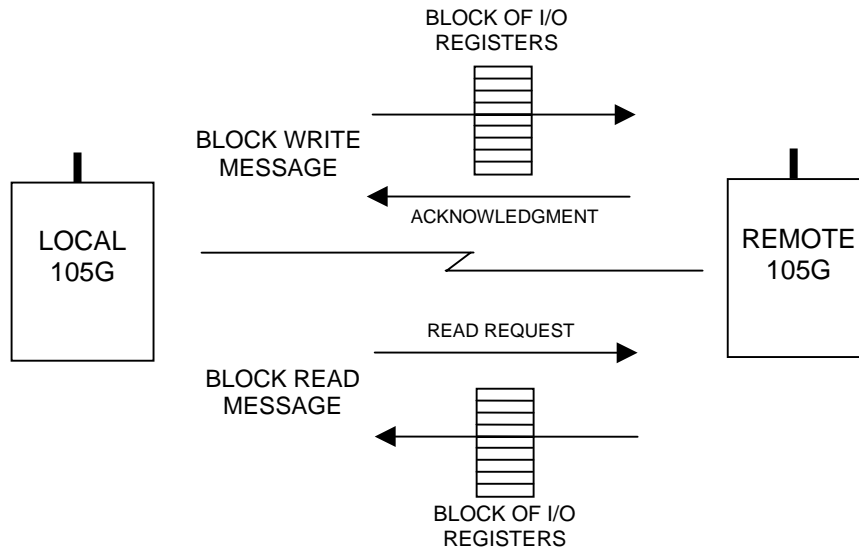 BLOCK OF I/O
REGISTERS
BLOCK WRITE
MESSAGE
ACKNOWLEDGMENT
LOCAL
105G
REMOTE
105G
READ REQUEST
BLOCK READ
MESSAGE
BLOCK OF I/O
REGISTERS